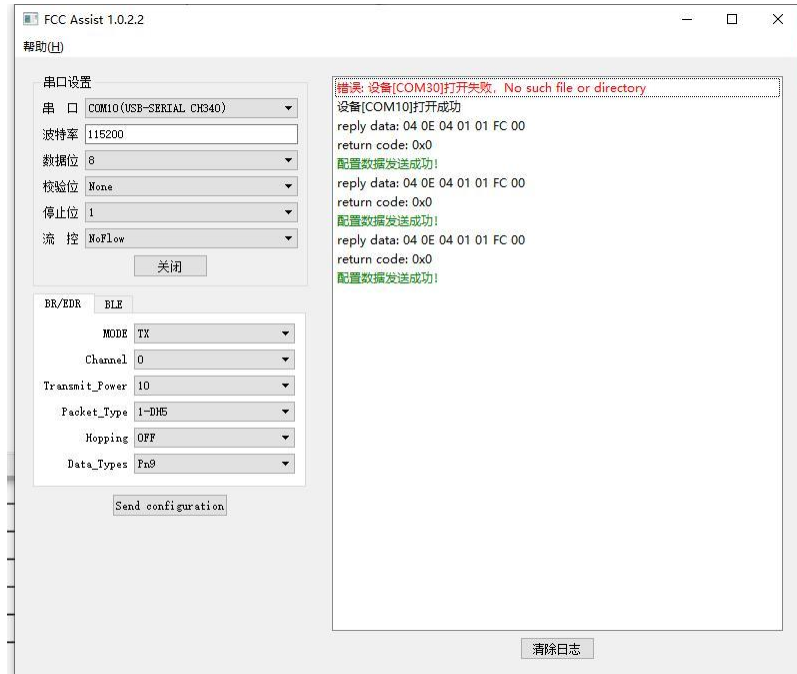 FCC Assist 1.0.2.2
帮助(H)
串口设置
串 口 COM10(USB-SERIAL CH340)
波特率 115200
数据位 8
校验位 None
停止位 1
流 控 NoFlow
关闭
BR/EDR BLE
MODE TX
Channel 0
Transmit_Power 10
Packet_Type 1-DH5
Hopping OFF
Data_Types Pn9
Send configuration
错误: 设备[COM30]打开失败，No such file or directory
设备[COM10]打开成功
reply data: 04 0E 04 01 01 FC 00
return code: 0x0
配置数据发送成功!
reply data: 04 0E 04 01 01 FC 00
return code: 0x0
配置数据发送成功!
reply data: 04 0E 04 01 01 FC 00
return code: 0x0
配置数据发送成功!
清除日志